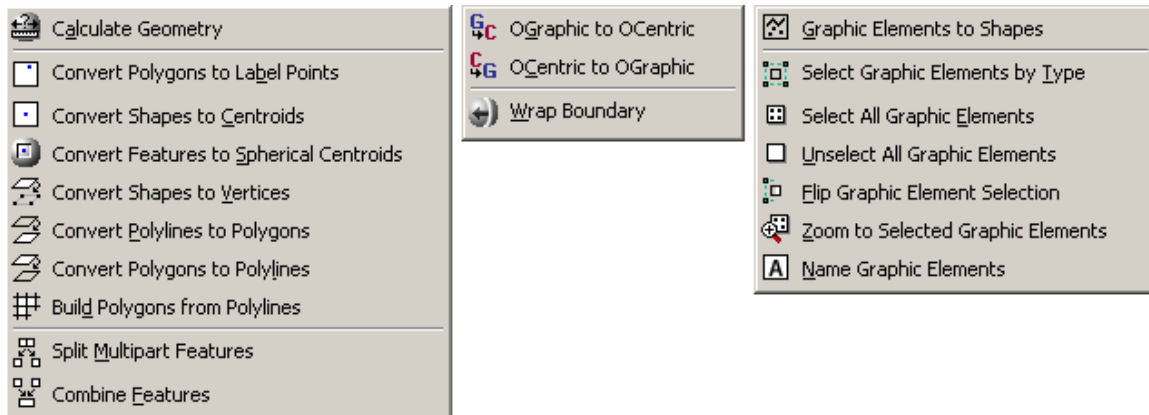 Calculate Geometry
Convert Polygons to Label Points
Convert Shapes to Centroids
Convert Features to Spherical Centroids
Convert Shapes to Vertices
Convert Polylines to Polygons
Convert Polygons to Polylines
Build Polygons from Polylines
Split Multipart Features
Combine Features
G C OGraphic to OCentric
C G OCentric to OGraphic
Wrap Boundary
Graphic Elements to Shapes
Select Graphic Elements by Type
Select All Graphic Elements
Unselect All Graphic Elements
Flip Graphic Element Selection
Zoom to Selected Graphic Elements
A Name Graphic Elements